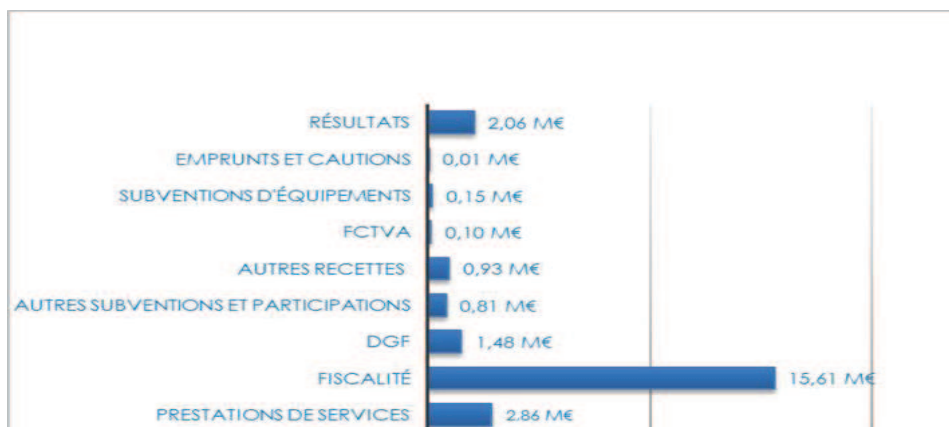 RÉSULTATS 2,06 M€
EMPRUNTS ET CAUTIONS 0,01 M€
SUBVENTIONS D'ÉQUIPEMENTS 0,15 M€
FCTVA 0,10 M€
AUTRES RECETTES 0,93 M€
AUTRES SUBVENTIONS ET PARTICIPATIONS 0,81 M€
DGF 1,48 M€
FISCALITÉ 15,61 M€
PRESTATIONS DE SERVICES 2.86 M€